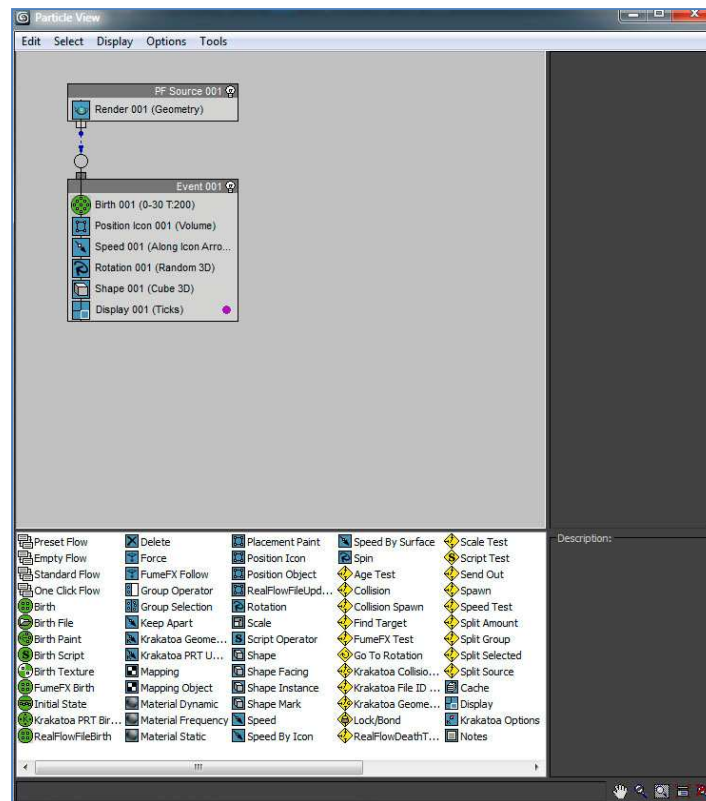 Particle View
Edit Select Display Options Tools
PF Source 001
Render 001 (Geometry)
Event 001
Birth 001 (0-30 T:200)
Position Icon 001 (Volume)
Speed 001 (Along Icon Arro...
Rotation 001 (Random 3D)
Shape 001 (Cube 3D)
Display 001 (Ticks)
Preset Flow
Empty Flow
Standard Flow
One Click Flow
Birth
Birth File
Birth Paint
Birth Script
Birth Texture
FumeFX Birth
Initial State
Krakatoa PRT Bir...
RealFlowFileBirth
Delete
Force
FumeFX Follow
Group Operator
Group Selection
Keep Apart
Krakatoa Geome...
Krakatoa PRT U...
Mapping
Mapping Object
Material Dynamic
Material Frequency
Material Static
Placement Paint
Position Icon
Position Object
RealFlowFileUpd...
Rotation
Scale
Script Operator
Shape
Shape Facing
Shape Instance
Shape Mark
Speed
Speed By Icon
Speed By Surface
Spin
Age Test
Collision
Collision Spawn
Find Target
FumeFX Test
Go To Rotation
Krakatoa Collisio...
Krakatoa File ID ...
Krakatoa Geome...
Lock/Bond
RealFlowDeathT...
Scale Test
Script Test
Send Out
Spawn
Speed Test
Split Amount
Split Group
Split Selected
Split Source
Cache
Display
Krakatoa Options
Notes
Description: